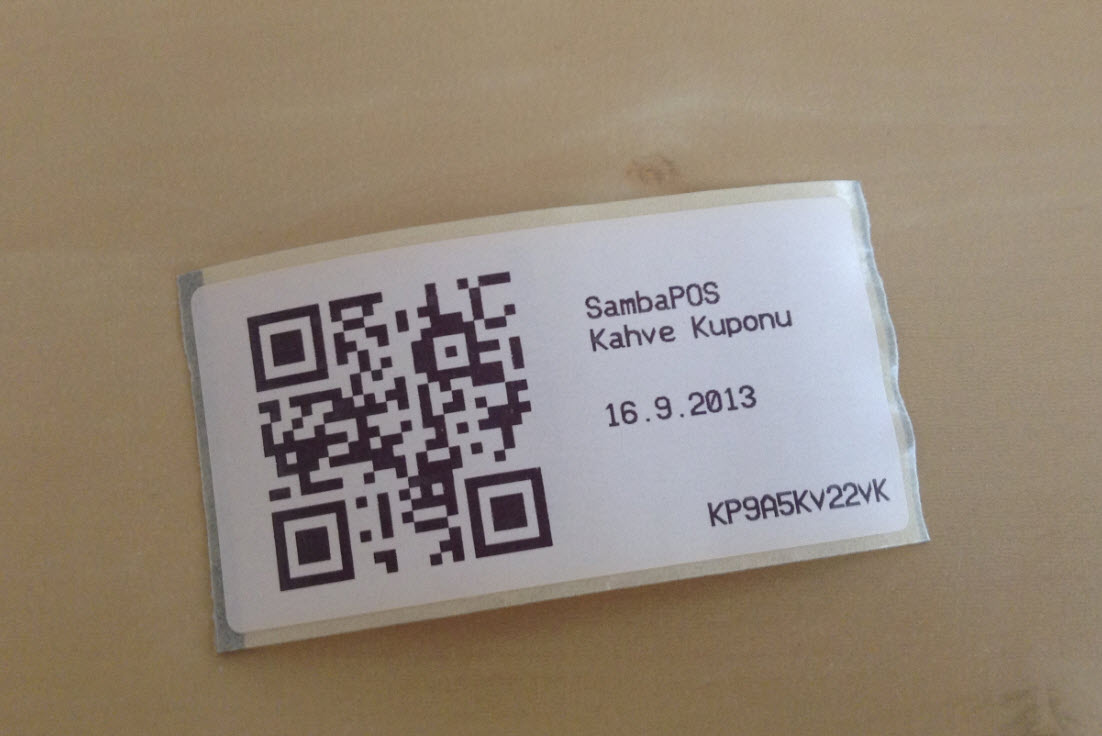 SambaPOS
Kahve Kuponu
16.9.2013
KP9A5Kv22vK